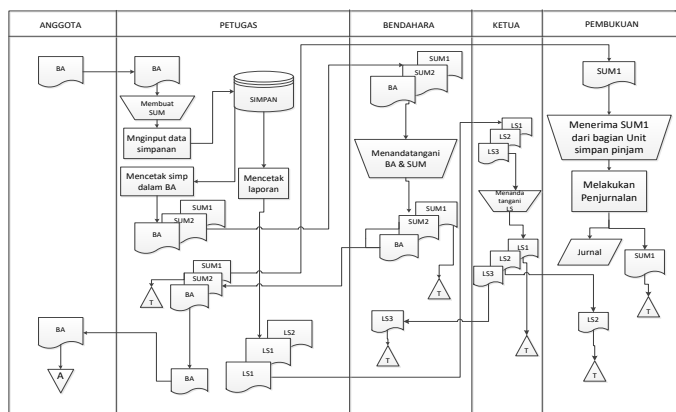 ANGGOTA
PETUGAS
BENDAHARA
KETUA
PEMBUKUAN
BA
BA
Membuat
SUM
Mnginput data
simpanan
SIMPAN
Mencetak simp
dalam BA
Mencetak
laporan
SUM1
SUM2
BA
SUM1
SUM2
BA
T
BA
A
BA
LS2
LS1
LS1
SUM1
SUM2
BA
Menandatangani
BA & SUM
SUM1
SUM2
BA
T
LS3
T
LS1
LS2
LS3
Menanda
tangani
LS
LS1
LS2
LS3
T
SUM1
Menerima SUM1
dari bagian Unit
simpan pinjam
Melakukan
Penjurnalan
Jurnal
SUM1
T
LS2
T